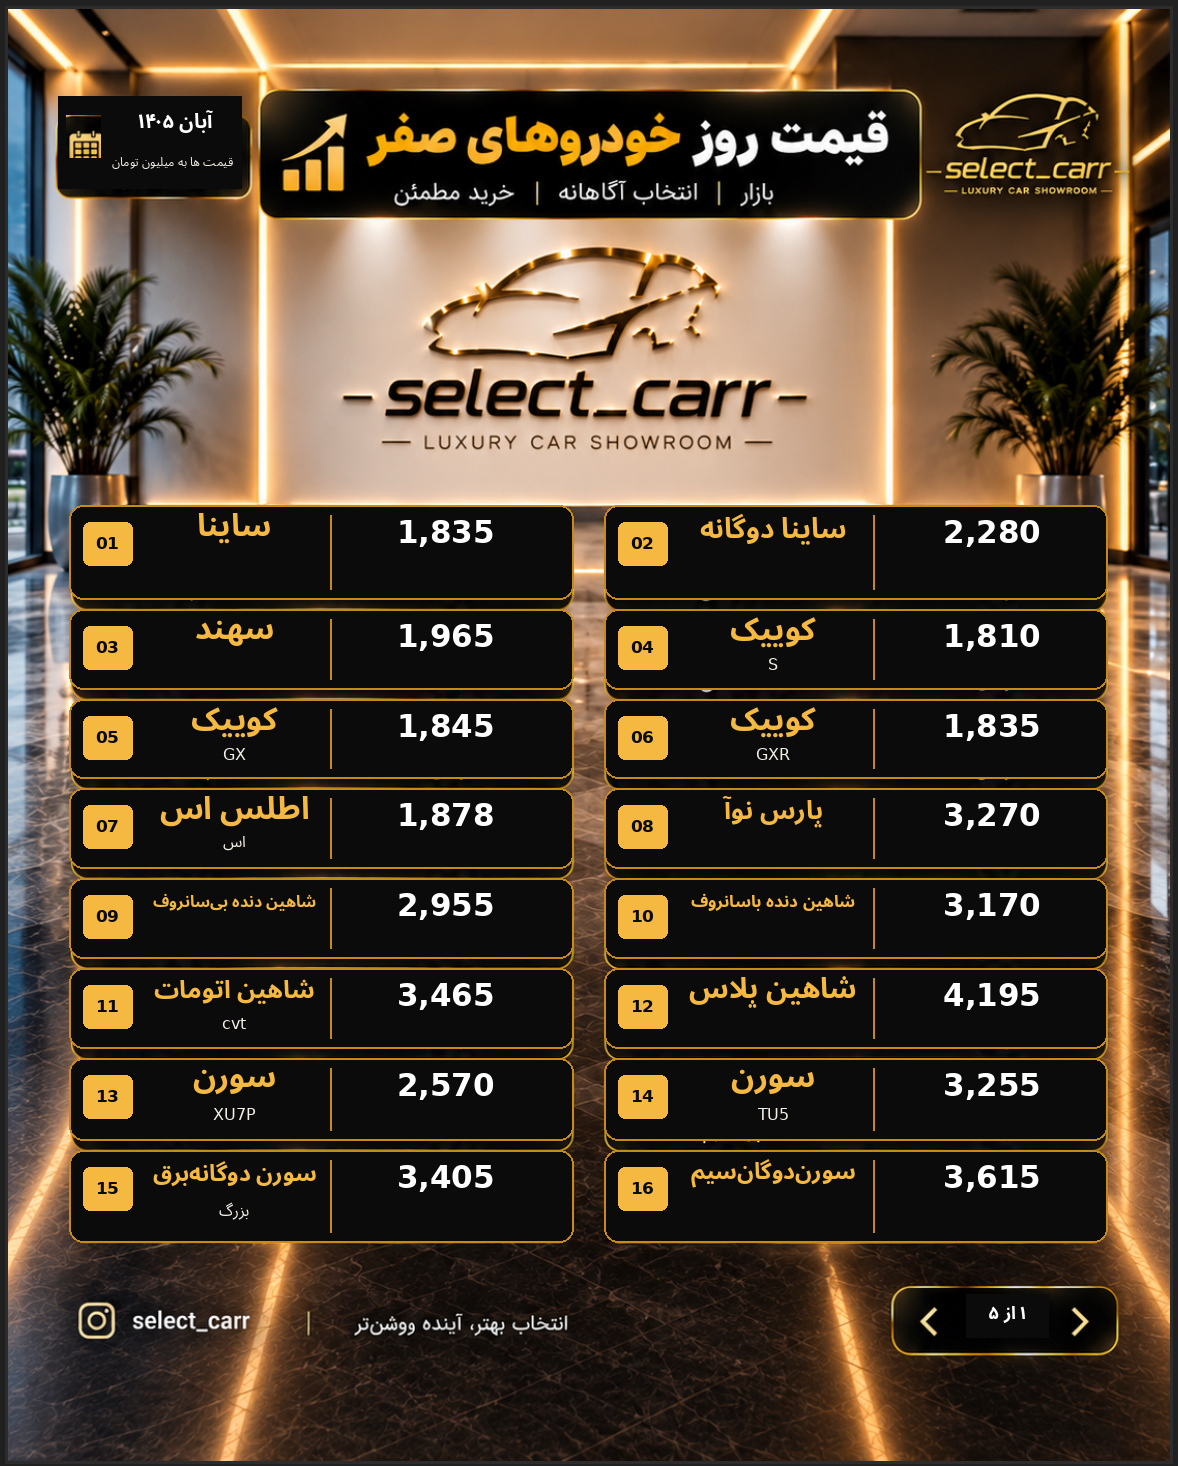 آبان ۱۴۰۵
قیمت ها به میلیون تومان
قیمت روز خودروهای صفر
بازار | انتخاب آگاهانه | خرید مطمئن
select_carr
LUXURY CAR SHOWROOM
select_carr
LUXURY CAR SHOWROOM
01 ساینا 1,835
02 ساینا دوگانه 2,280
03 سهند 1,965
04 کوییک 1,810
S
05 کوییک 1,845
GX
06 کوییک 1,835
GXR
07 اطلس اس 1,878
اس
08 پارس نوآ 3,270
09 شاهین دنده بی‌سانروف 2,955
10 شاهین دنده باسانروف 3,170
11 شاهین اتومات 3,465
cvt
12 شاهین پلاس 4,195
13 سورن 2,570
XU7P
14 سورن 3,255
TU5
15 سورن دوگانه‌برق 3,405
بزرگ
16 سورن‌دوگان‌سیم 3,615
select_carr | انتخاب بهتر، آینده ووشن‌تر
۱ از ۵